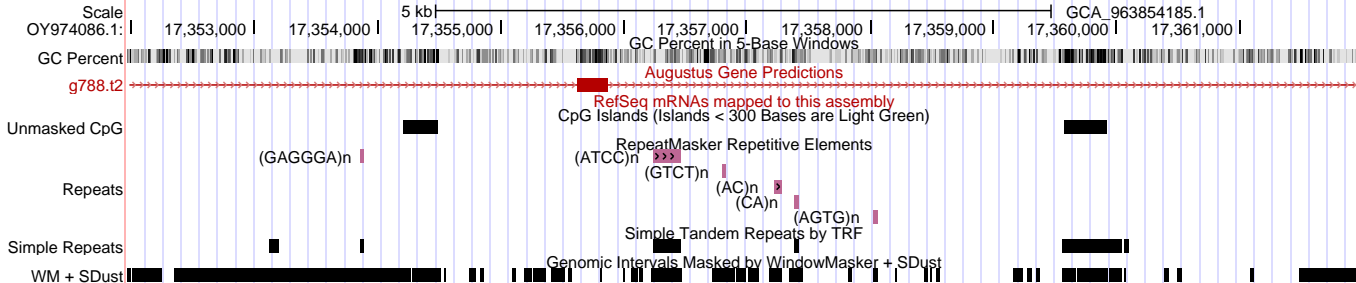 Scale 5 kb GCA_963854185.1
OY974086.1: 17,353,000 17,354,000 17,355,000 17,356,000 17,357,000 17,358,000 17,359,000 17,360,000 17,361,000
GC Percent in 5-Base Windows
GC Percent
Augustus Gene Predictions
g788.t2
RefSeq mRNAs mapped to this assembly
CpG Islands (Islands < 300 Bases are Light Green)
Unmasked CpG
RepeatMasker Repetitive Elements
(GAGGGA)n (ATCC)n
(GTCT)n
Repeats (AC)n
(CA)n
(AGTG)n
Simple Tandem Repeats by TRF
Simple Repeats
Genomic Intervals Masked by WindowMasker + SDust
WM + SDust